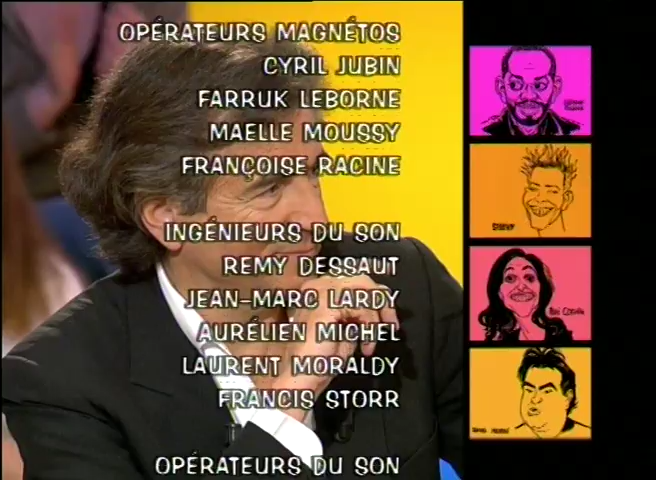 OPÉRATEURS MAGNÉTOS
CYRIL JUBIN
FARRUK LEBORNE
MAELLE MOUSSY
FRANÇOISE RACINE
INGÉNIEURS DU SON
REMY DESSAUT
JEAN-MARC LARDY
AURÉLIEN MICHEL
LAURENT MORALDY
FRANCIS STORR
OPÉRATEURS DU SON
STEEVY